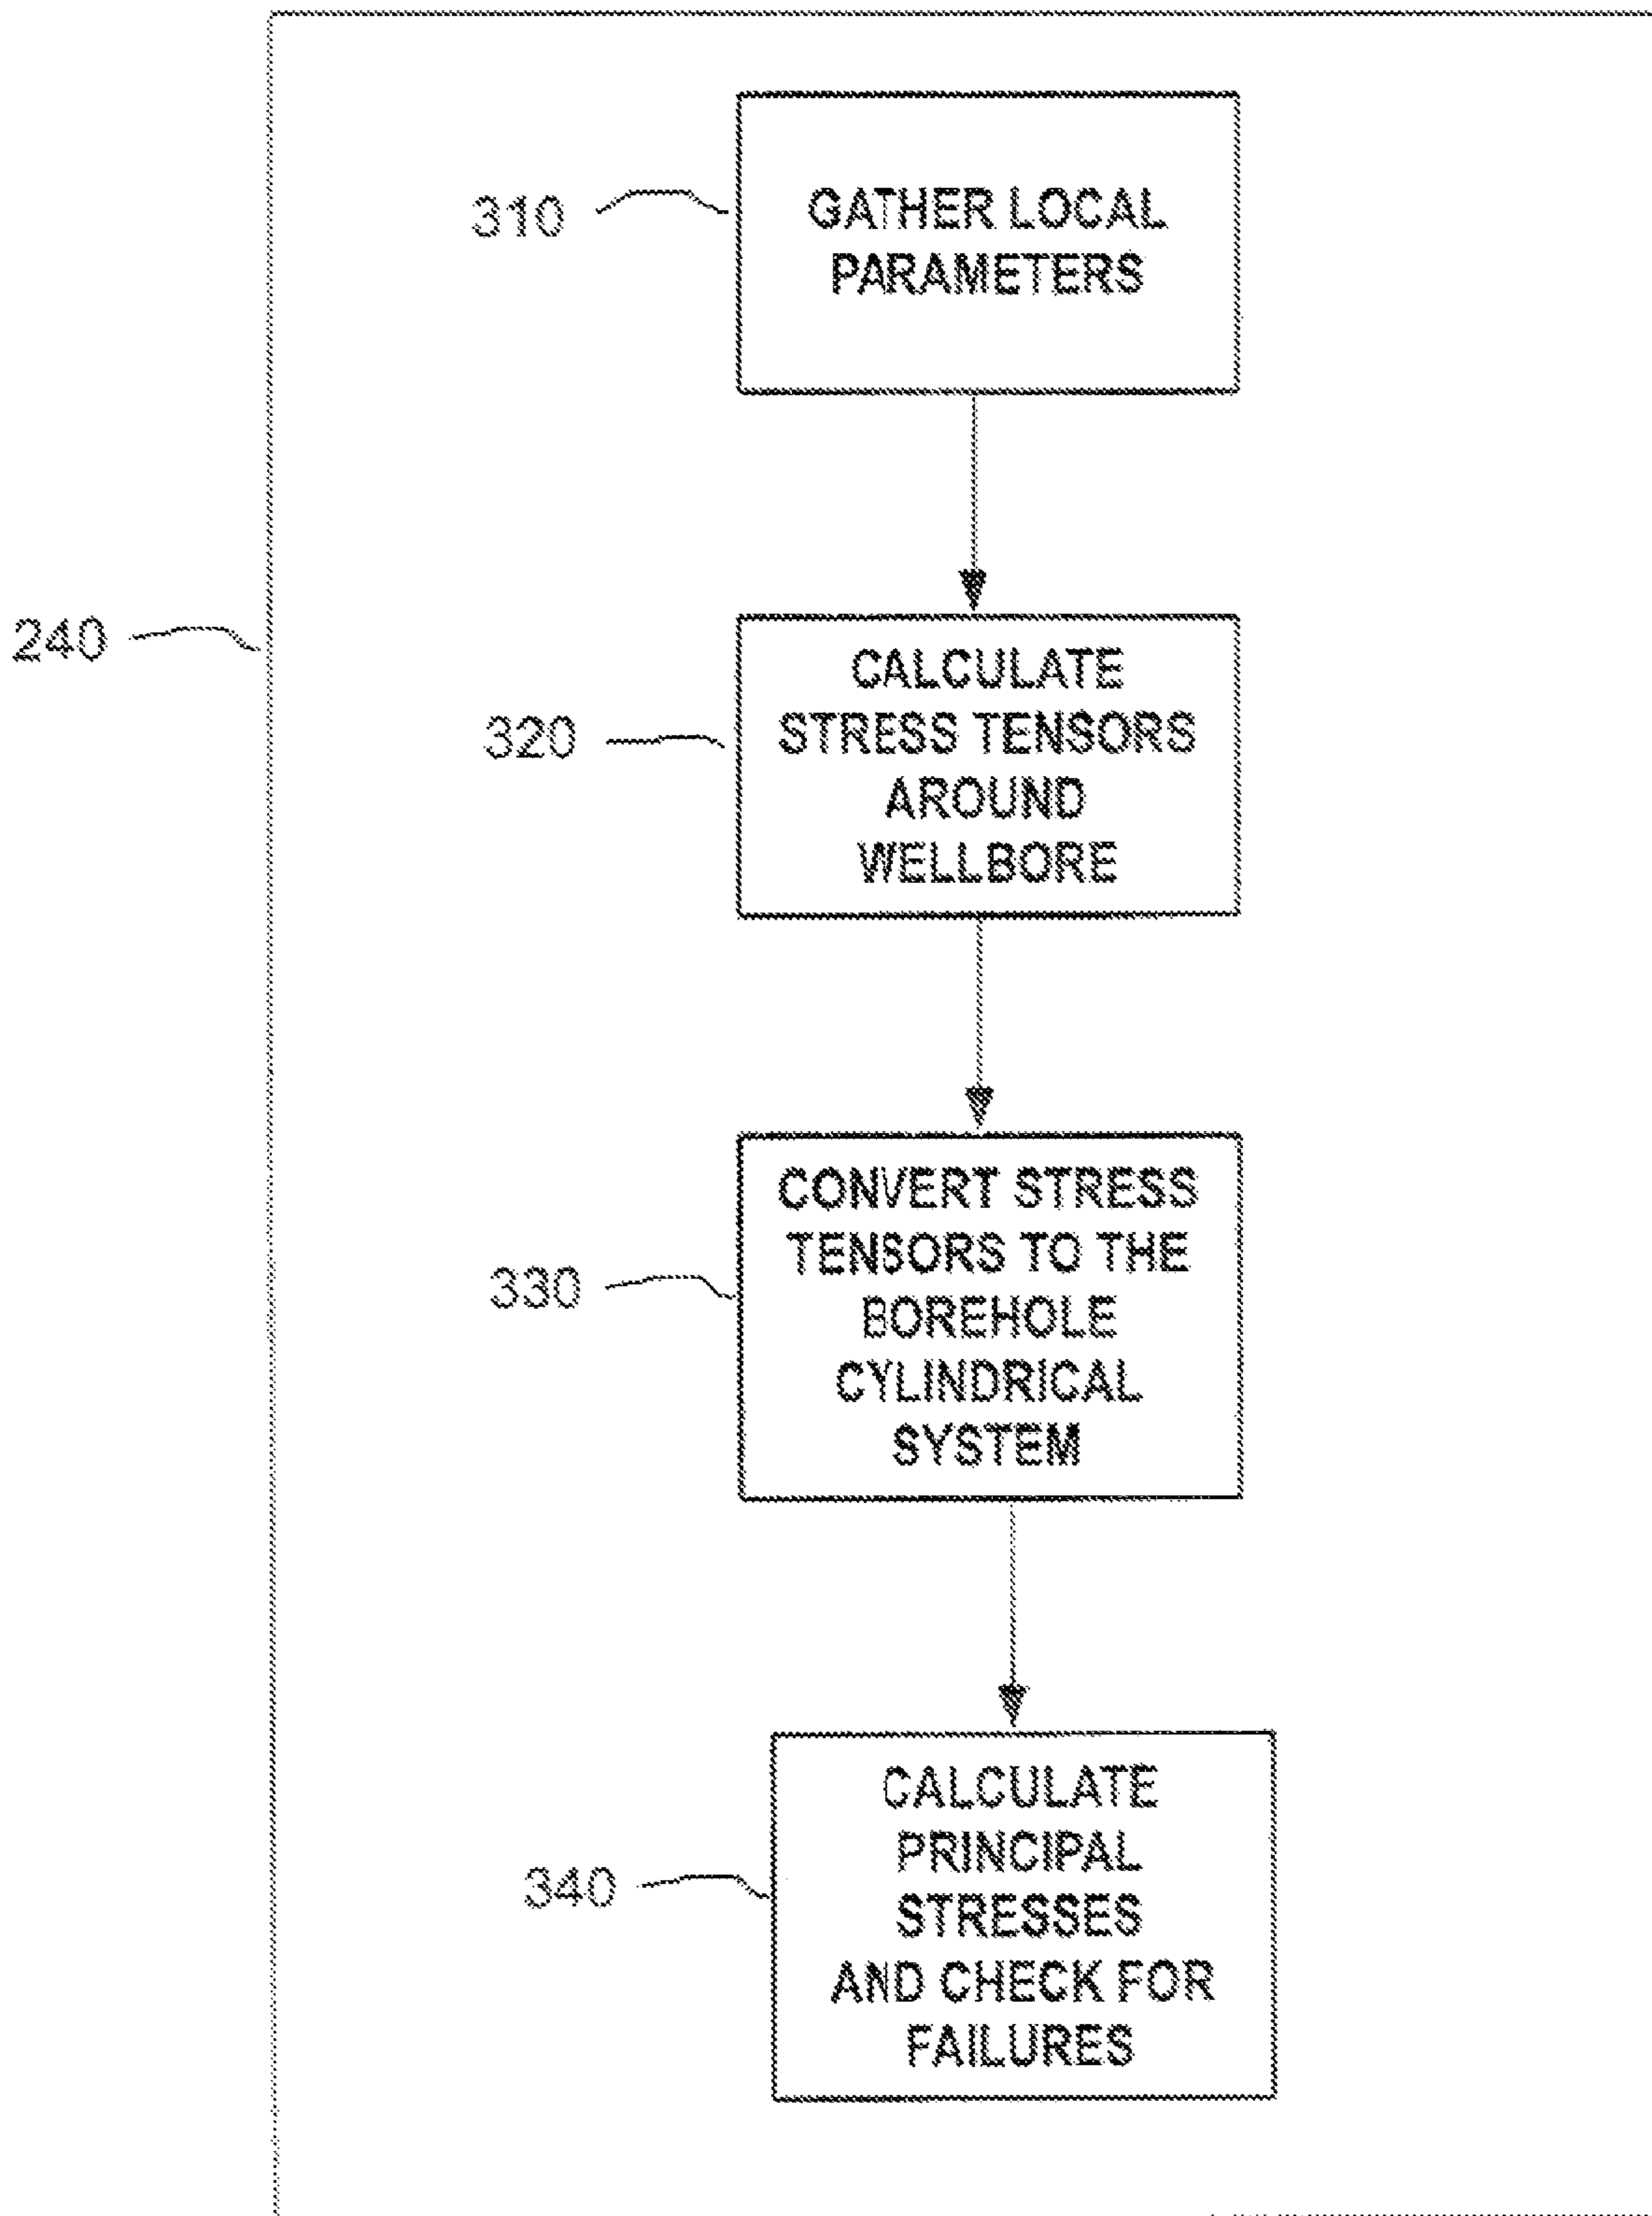 310
GATHER LOCAL
PARAMETERS
240
320
CALCULATE
STRESS TENSORS
AROUND
WELLBORE
330
CONVERT STRESS
TENSORS TO THE
BOREHOLE
CYLINDRICAL
SYSTEM
340
CALCULATE
PRINCIPAL
STRESSES
AND CHECK FOR
FAILURES